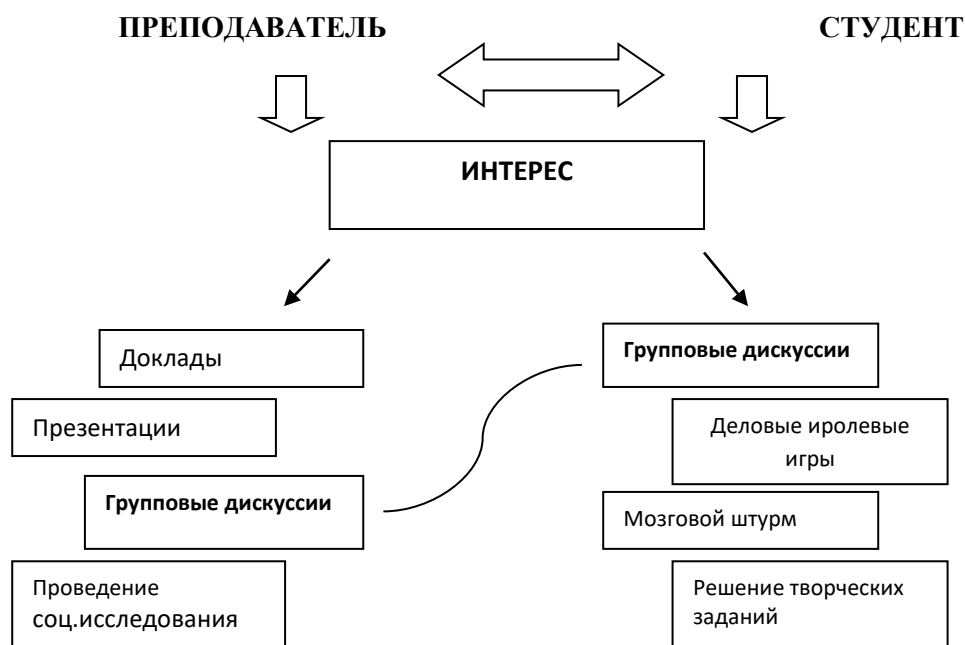 ПРЕПОДАВАТЕЛЬ
СТУДЕНТ
ИНТЕРЕС
Доклады
Презентации
Групповые дискуссии
Проведение
соц.исследования
Групповые дискуссии
Деловые иролевые
игры
Мозговой штурм
Решение творческих
заданий